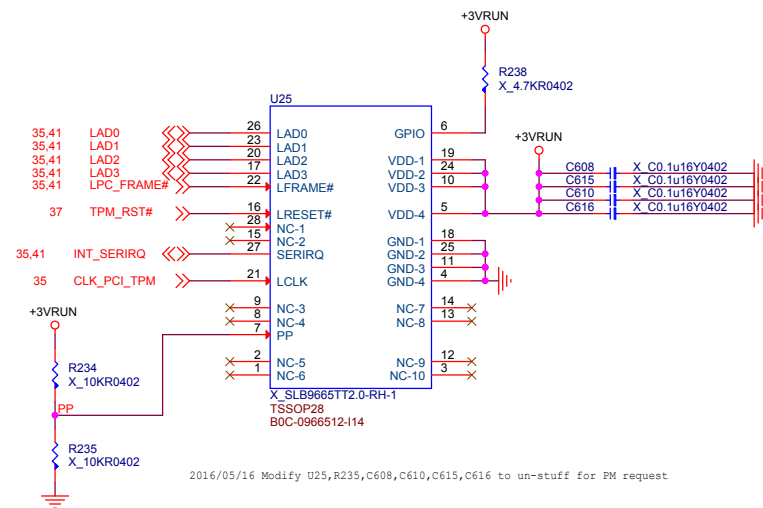 +3VRUN
R238
X_4.7KR0402
U25
35,41 LAD0 26 LAD0 GPIO 6
+3VRUN
35,41 LAD1 23 LAD1
35,41 LAD2 20 LAD2 VDD-1 19
C608 X_C0.1u16Y0402
35,41 LAD3 17 LAD3 VDD-2 24
C615 X_C0.1u16Y0402
35,41 LPC_FRAME# 22 LFRAME# VDD-3 10
C610 X_C0.1u16Y0402
37 TPM_RST# 16 LRESET# VDD-4 5
C616 X_C0.1u16Y0402
28 NC-1
15 NC-2 GND-1 18
35,41 INT_SERIRQ 27 SERIRQ GND-2 25
GND-3 11
35 CLK_PCI_TPM 21 LCLK GND-4 4
9 NC-3 NC-7 14
+3VRUN
8 NC-4 NC-8 13
7 PP
2 NC-5 NC-9 12
1 NC-6 NC-10 3
R234
X_10KR0402
X_SLB9665TT2.0-RH-1
TSSOP28
B0C-0966512-I14
PP
R235
X_10KR0402
2016/05/16 Modify U25,R235,C608,C610,C615,C616 to un-stuff for PM request